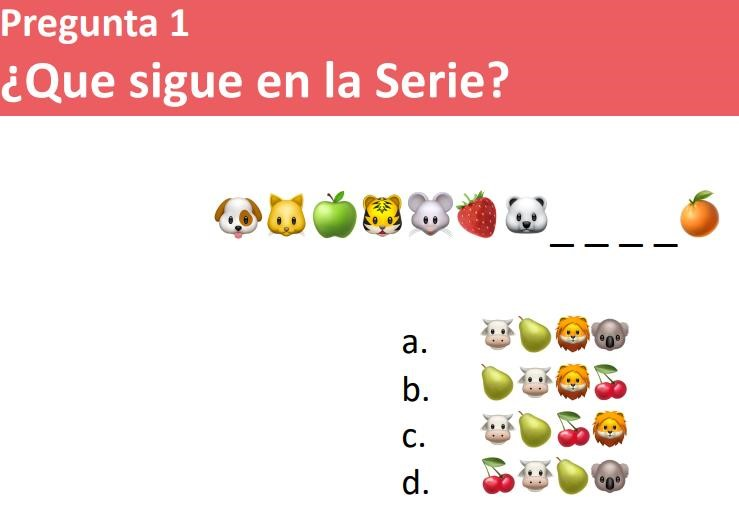 Pregunta 1
¿Que sigue en la Serie?
_ _ _ _
a.
b.
c.
d.